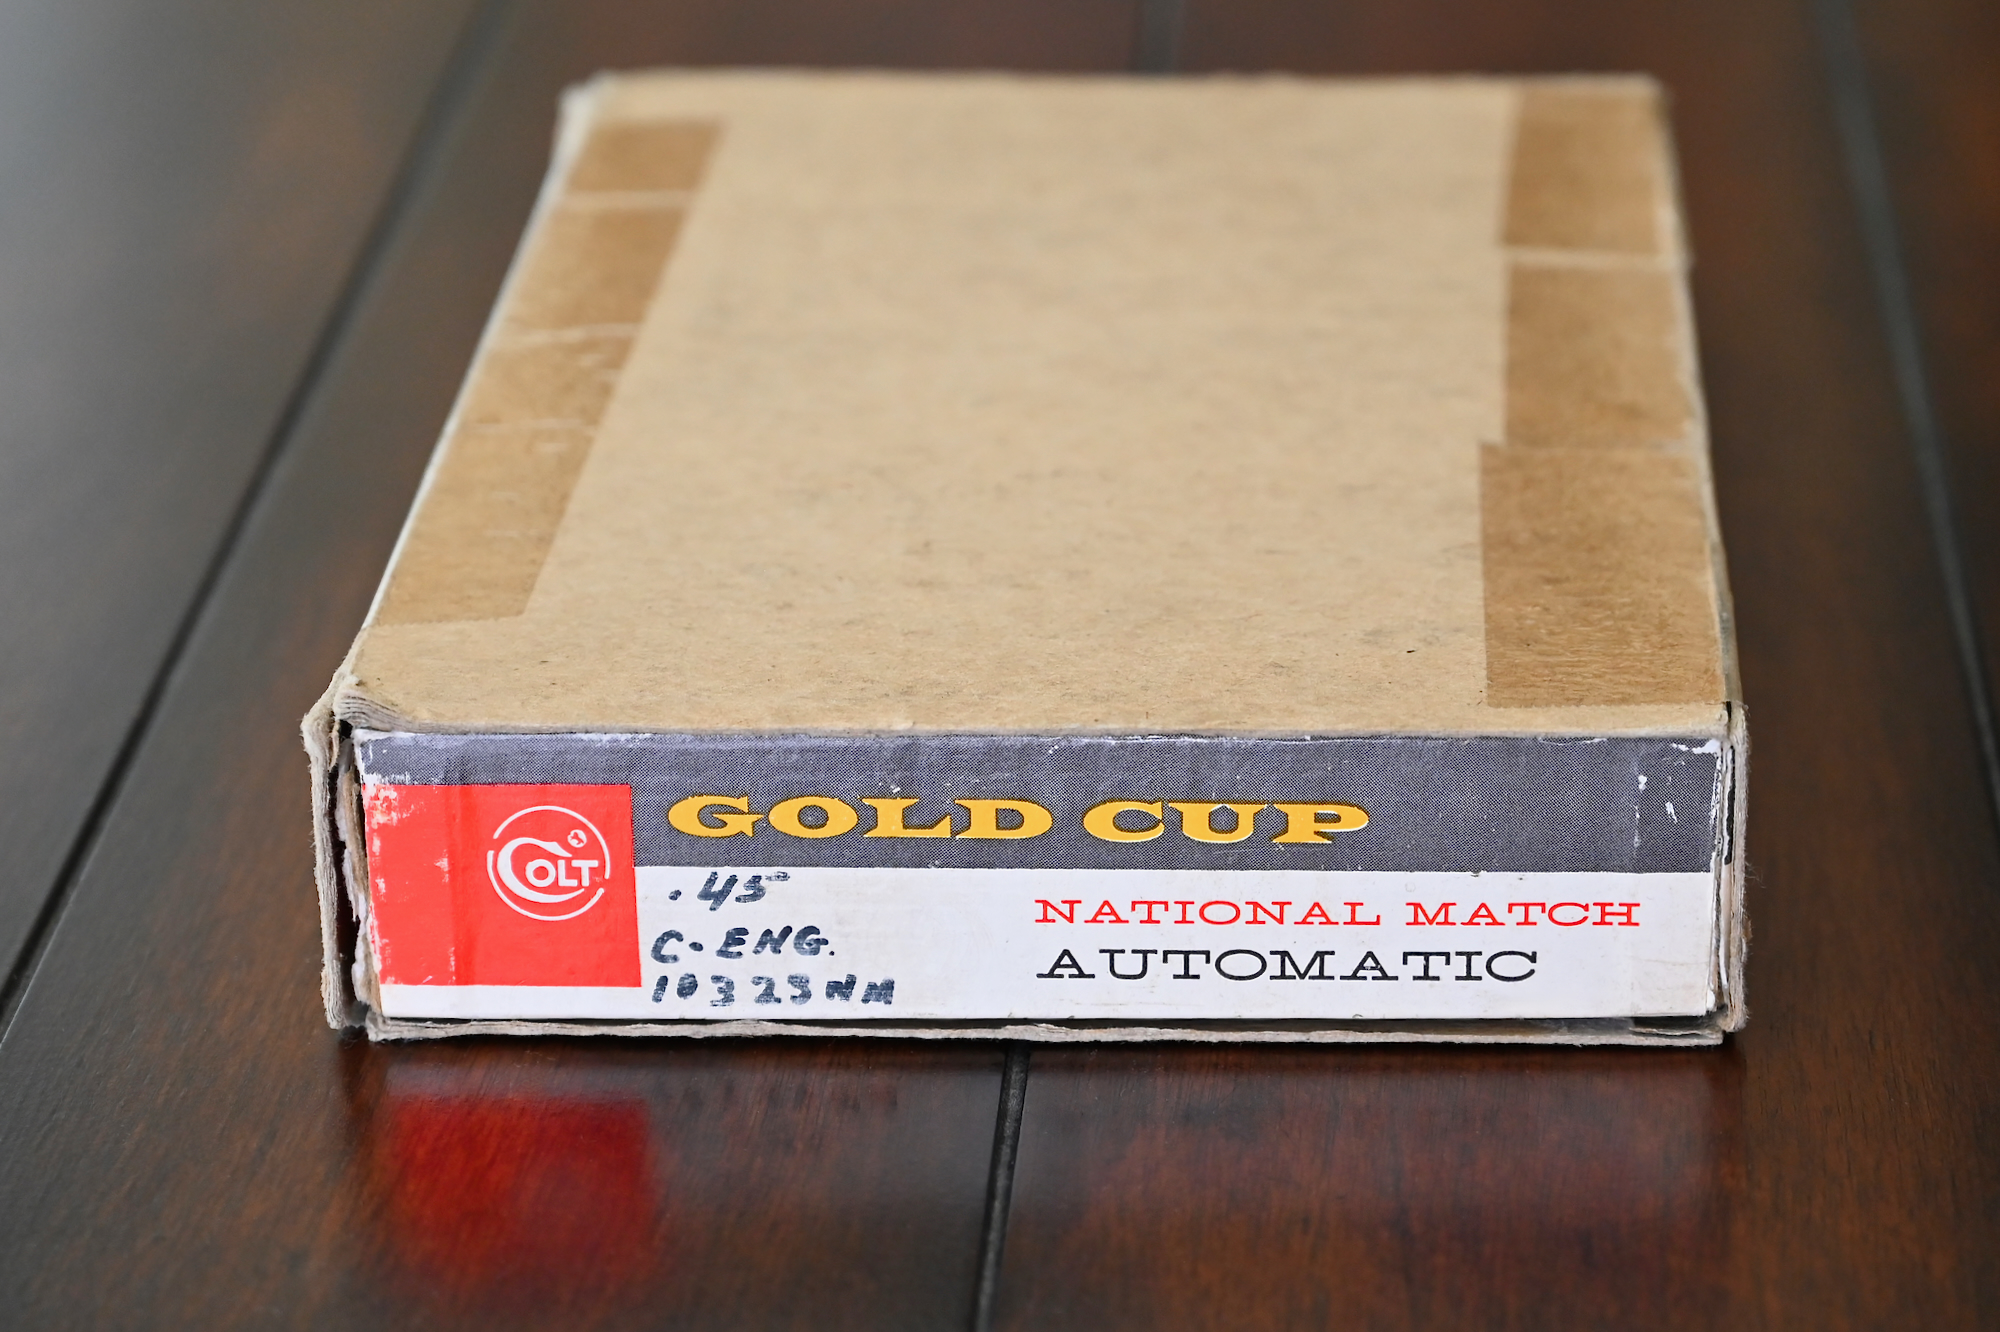 GOLD CUP
COLT
.45
C-ENG.
10323NM
NATIONAL MATCH
AUTOMATIC